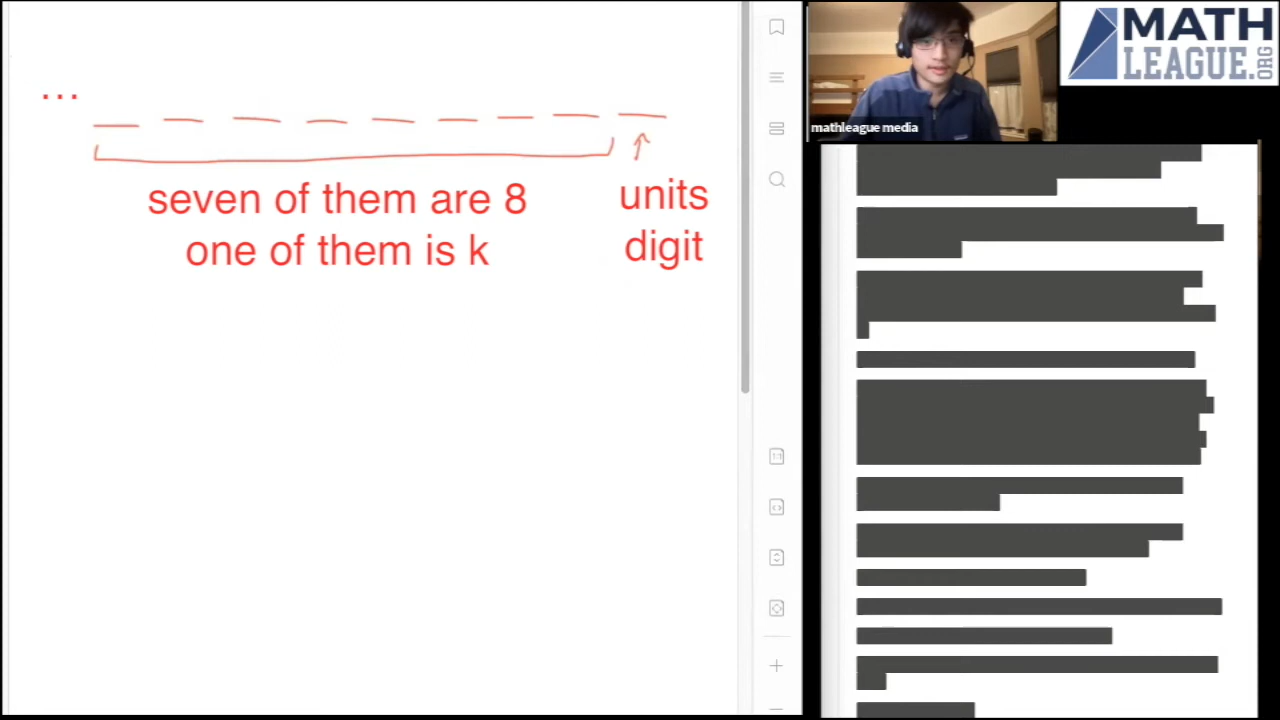 ...
seven of them are 8
one of them is k
units
digit
mathleague media
MATH
LEAGUE.ORG